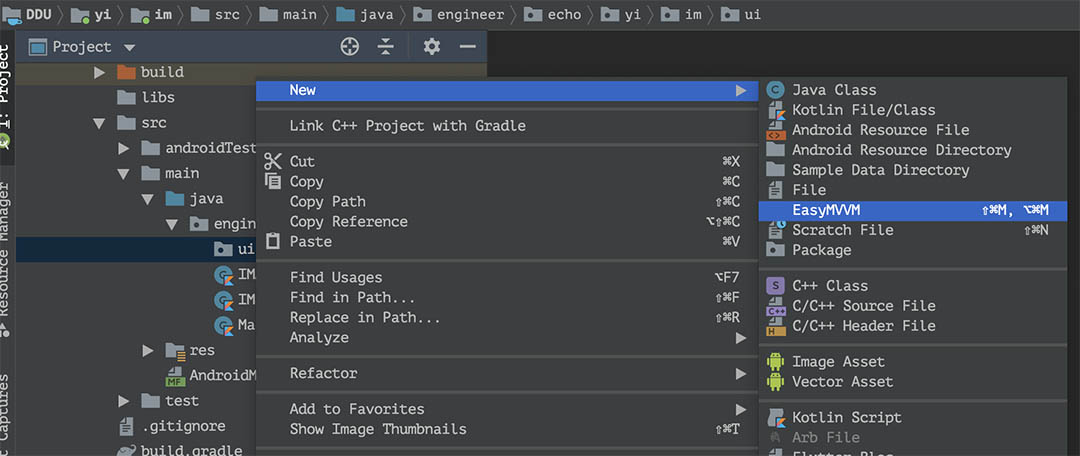 DDU yi im src main java engineer echo yi im ui
Project
1: Project
Resource Manager
Captures
build
libs
src
androidTest
main
java
engin
ui
IM
IM
Ma
res
AndroidM
test
.gitignore
build.gradle
New
Link C++ Project with Gradle
Cut ⌘X
Copy ⌘C
Copy Path ⇧⌘C
Copy Reference ⌥⇧⌘C
Paste ⌘V
Find Usages ⌥F7
Find in Path... ⇧⌘F
Replace in Path... ⇧⌘R
Analyze
Refactor
Add to Favorites
Show Image Thumbnails ⇧⌘T
Java Class
Kotlin File/Class
Android Resource File
Android Resource Directory
Sample Data Directory
File
EasyMVVM ⇧⌘M, ⌥⌘M
Scratch File ⇧⌘N
Package
C++ Class
C/C++ Source File
C/C++ Header File
Image Asset
Vector Asset
Kotlin Script
Arb File